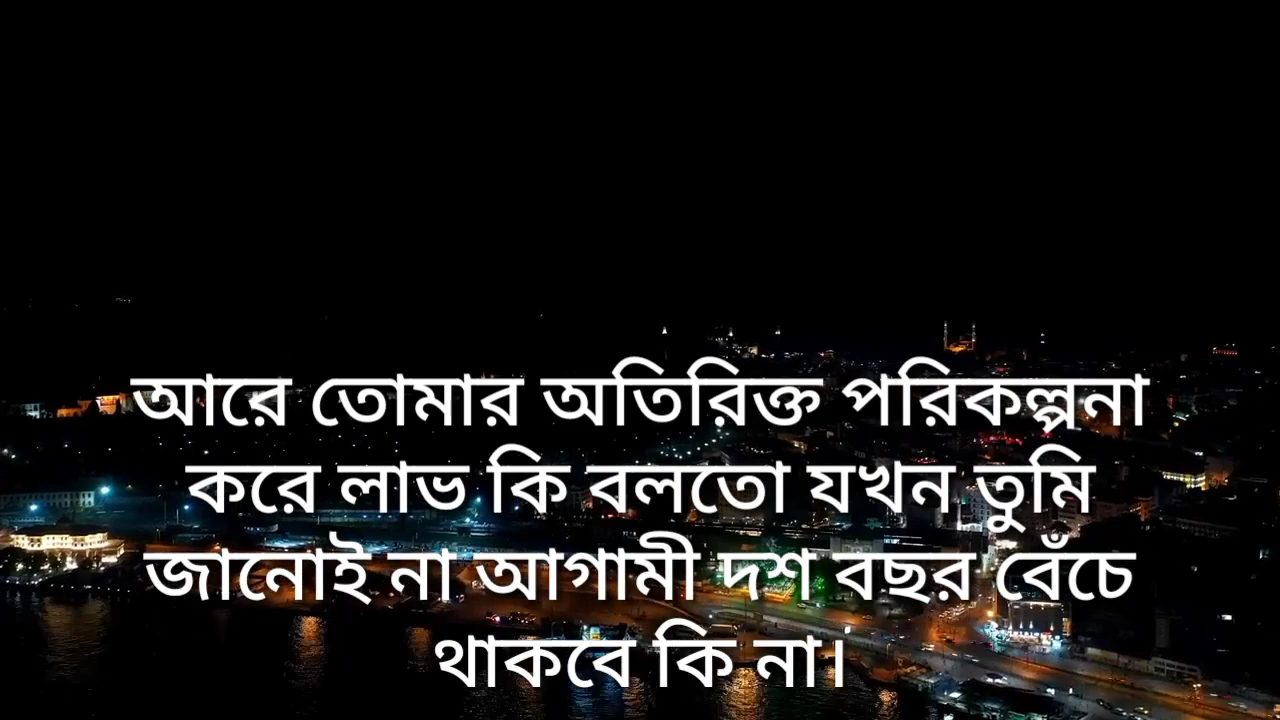 আরে তোমার অতিরিক্ত পরিকল্পনা
করে লাভ কি বলতো যখন তুমি
জানোই না আগামী দশ বছর বেঁচে
থাকবে কি না।